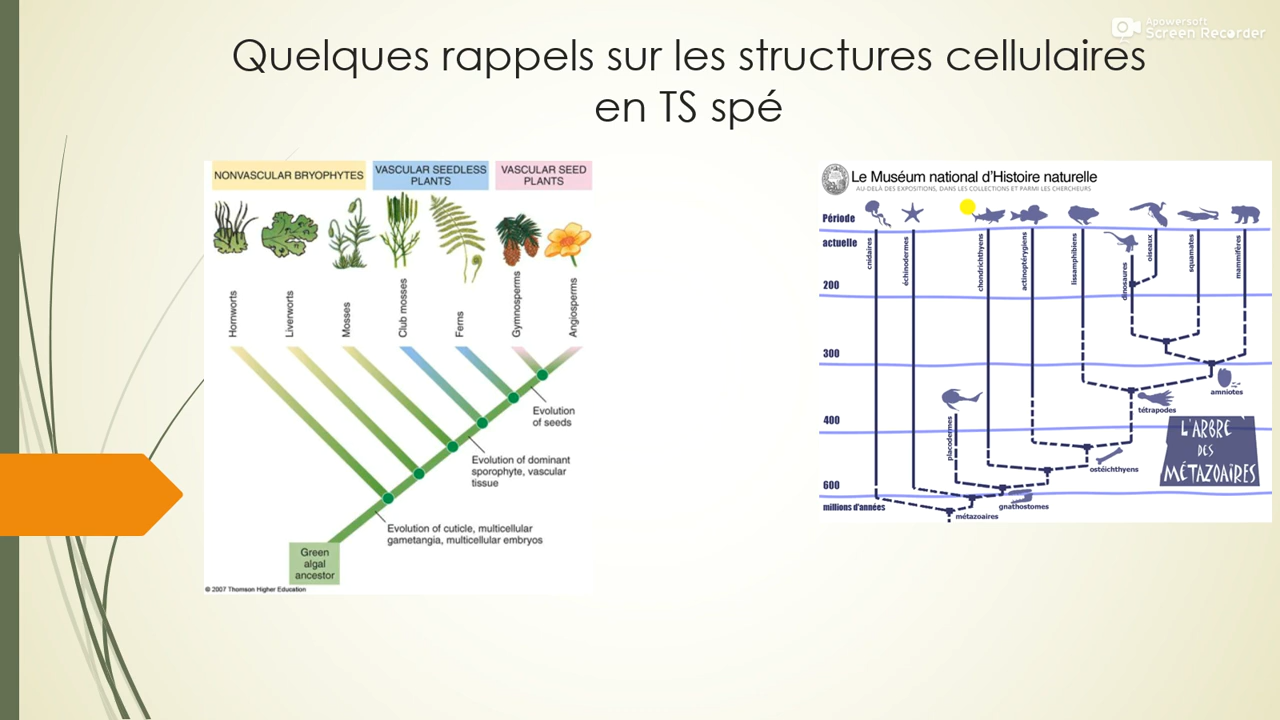 Apowersoft
Screen Recorder
Quelques rappels sur les structures cellulaires
en TS spé
NONVASCULAR BRYOPHYTES
VASCULAR SEEDLESS
PLANTS
VASCULAR SEED
PLANTS
Hornworts
Liverworts
Mosses
Club mosses
Ferns
Gymnosperms
Angiosperms
Evolution
of seeds
Evolution of dominant
sporophyte, vascular
tissue
Evolution of cuticle, multicellular
gametangia, multicellular embryos
Green
algal
ancestor
© 2007 Thomson Higher Education
Le Muséum national d'Histoire naturelle
AU-DELÀ DES EXPOSITIONS, DANS LES COLLECTIONS ET PARMI LES CHERCHEURS
Période
actuelle
cnidaires
échinodermes
chondrichthyens
actinoptérygiens
lissamphibiens
dinosaures
oiseaux
squamates
mammifères
200
300
amniotes
tétrapodes
400
placodermes
L'ARBRE
DES
MÉTAZOAIRES
ostéichthyens
600
gnathostomes
millions d'années
métazoaires